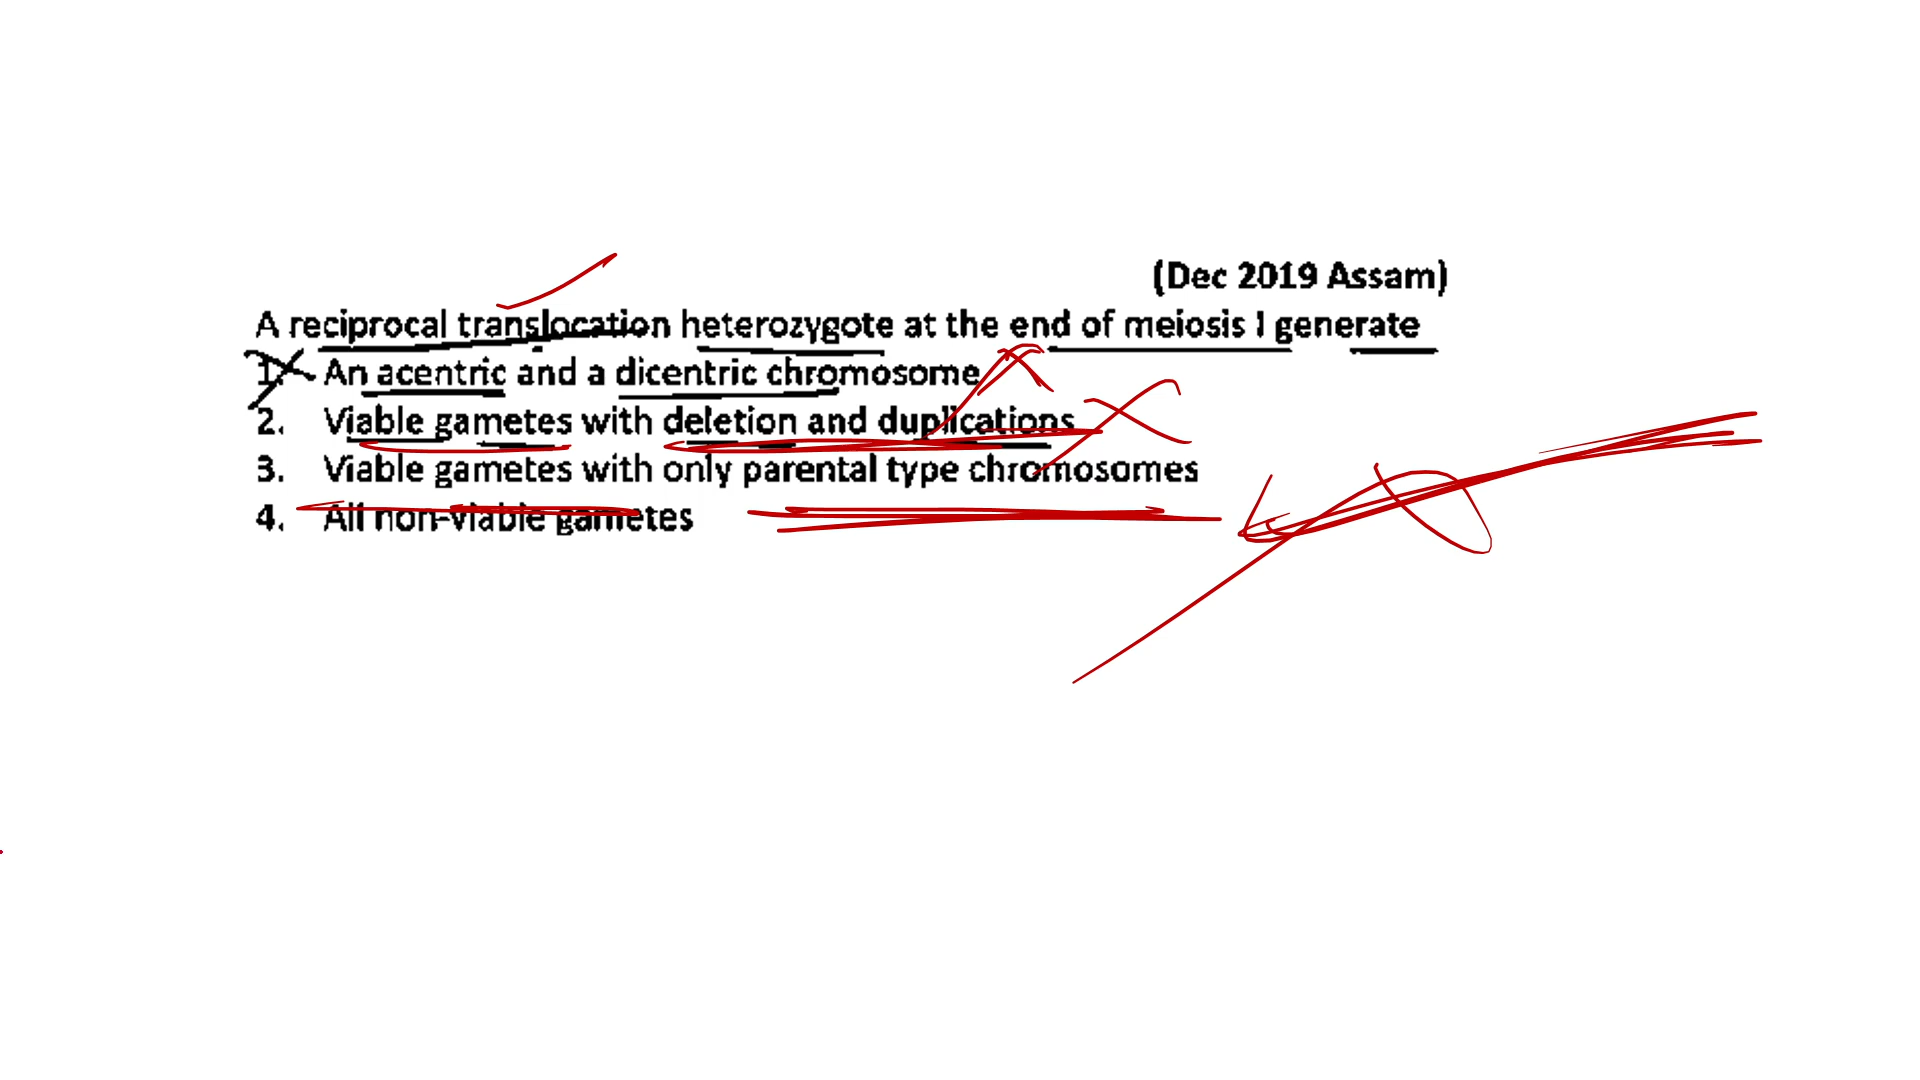 (Dec 2019 Assam)
A reciprocal translocation heterozygote at the end of meiosis I generate
1. An acentric and a dicentric chromosome
2. Viable gametes with deletion and duplications
3. Viable gametes with only parental type chromosomes
4. All non-viable gametes